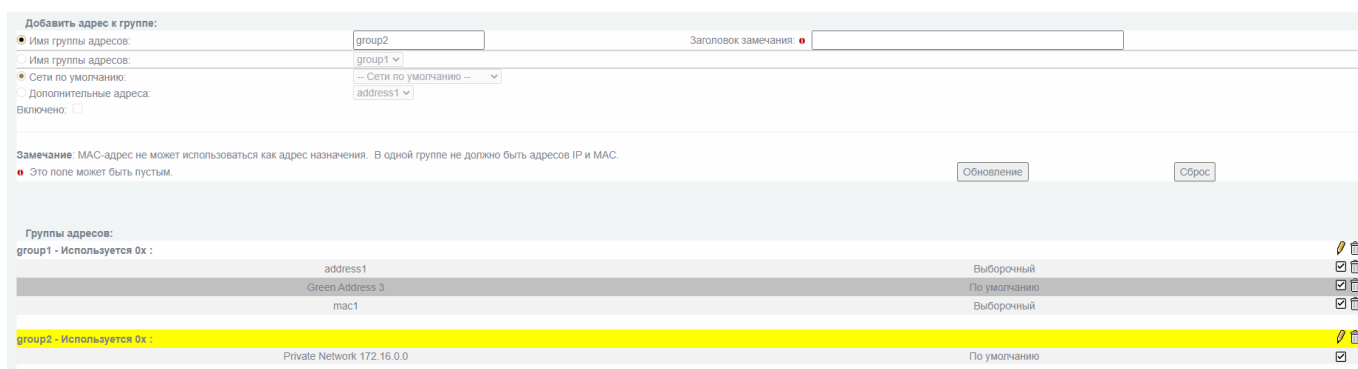 Добавить адрес к группе:
Имя группы адресов: group2 Заголовок замечания:
Имя группы адресов: group1
Сети по умолчанию: -- Сети по умолчанию --
Дополнительные адреса: address1
Включено:
Замечание: MAC-адрес не может использоваться как адрес назначения. В одной группе не должно быть адресов IP и MAC.
Это поле может быть пустым. Обновление Сброс
Группы адресов:
group1 - Используется 0x :
address1 Выборочный
Green Address 3 По умолчанию
mac1 Выборочный
group2 - Используется 0x :
Private Network 172.16.0.0 По умолчанию